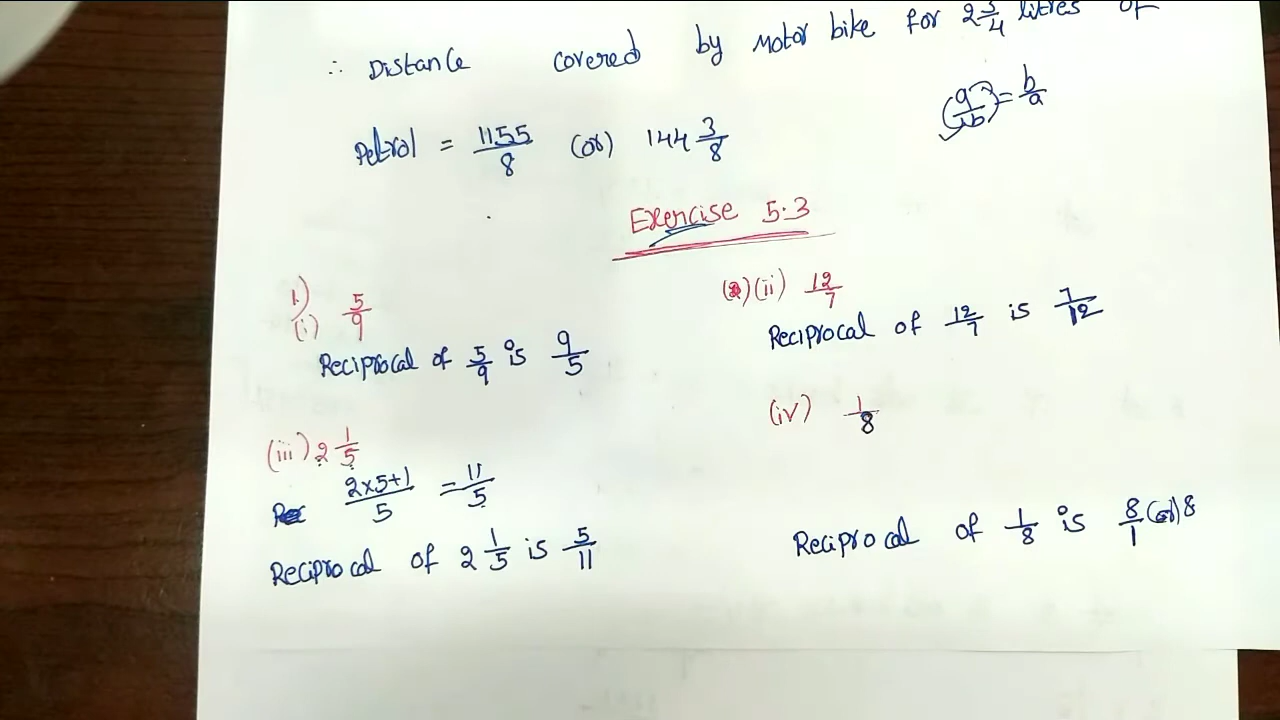 ∴ Distance covered by Motor bike for 2 3/4 litres of
Petrol = 1155/8 (or) 144 3/8
(a/b) = b/a
Exercise 5.3
1)
(i) 5/9
Reciprocal of 5/9 is 9/5
(ii) 12/7
Reciprocal of 12/7 is 7/12
(iii) 2 1/5
2×5+1/5 = 11/5
Reciprocal of 2 1/5 is 5/11
(iv) 1/8
Reciprocal of 1/8 is 8/1 (or) 8